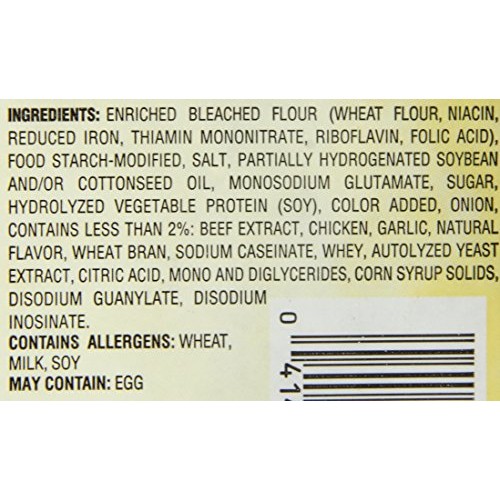 INGREDIENTS: ENRICHED BLEACHED FLOUR (WHEAT FLOUR, NIACIN,
REDUCED IRON, THIAMIN MONONITRATE, RIBOFLAVIN, FOLIC ACID),
FOOD STARCH-MODIFIED, SALT, PARTIALLY HYDROGENATED SOYBEAN
AND/OR COTTONSEED OIL, MONOSODIUM GLUTAMATE, SUGAR,
HYDROLYZED VEGETABLE PROTEIN (SOY), COLOR ADDED, ONION,
CONTAINS LESS THAN 2%: BEEF EXTRACT, CHICKEN, GARLIC, NATURAL
FLAVOR, WHEAT BRAN, SODIUM CASEINATE, WHEY, AUTOLYZED YEAST
EXTRACT, CITRIC ACID, MONO AND DIGLYCERIDES, CORN SYRUP SOLIDS,
DISODIUM GUANYLATE, DISODIUM
INOSINATE.
CONTAINS ALLERGENS: WHEAT,
MILK, SOY
MAY CONTAIN: EGG
0
41